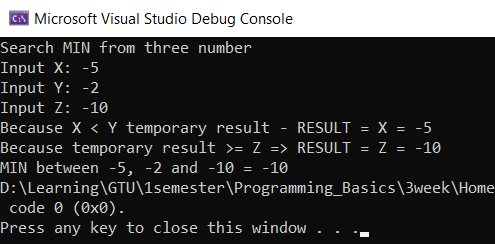 Microsoft Visual Studio Debug Console
Search MIN from three number
Input X: -5
Input Y: -2
Input Z: -10
Because X < Y temporary result - RESULT = X = -5
Because temporary result >= Z => RESULT = Z = -10
MIN between -5, -2 and -10 = -10
D:\Learning\GTU\1semester\Programming_Basics\3week\Home
code 0 (0x0).
Press any key to close this window . . .